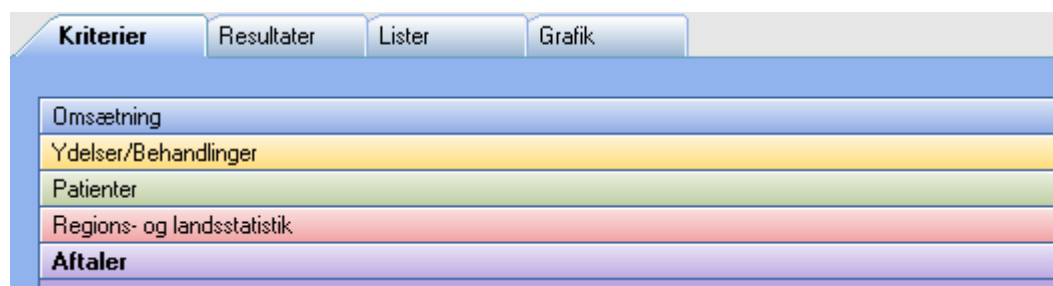 Kriterier Resultater Lister Grafik
Omsætning
Ydelser/Behandlinger
Patienter
Regions- og landsstatistik
Aftaler